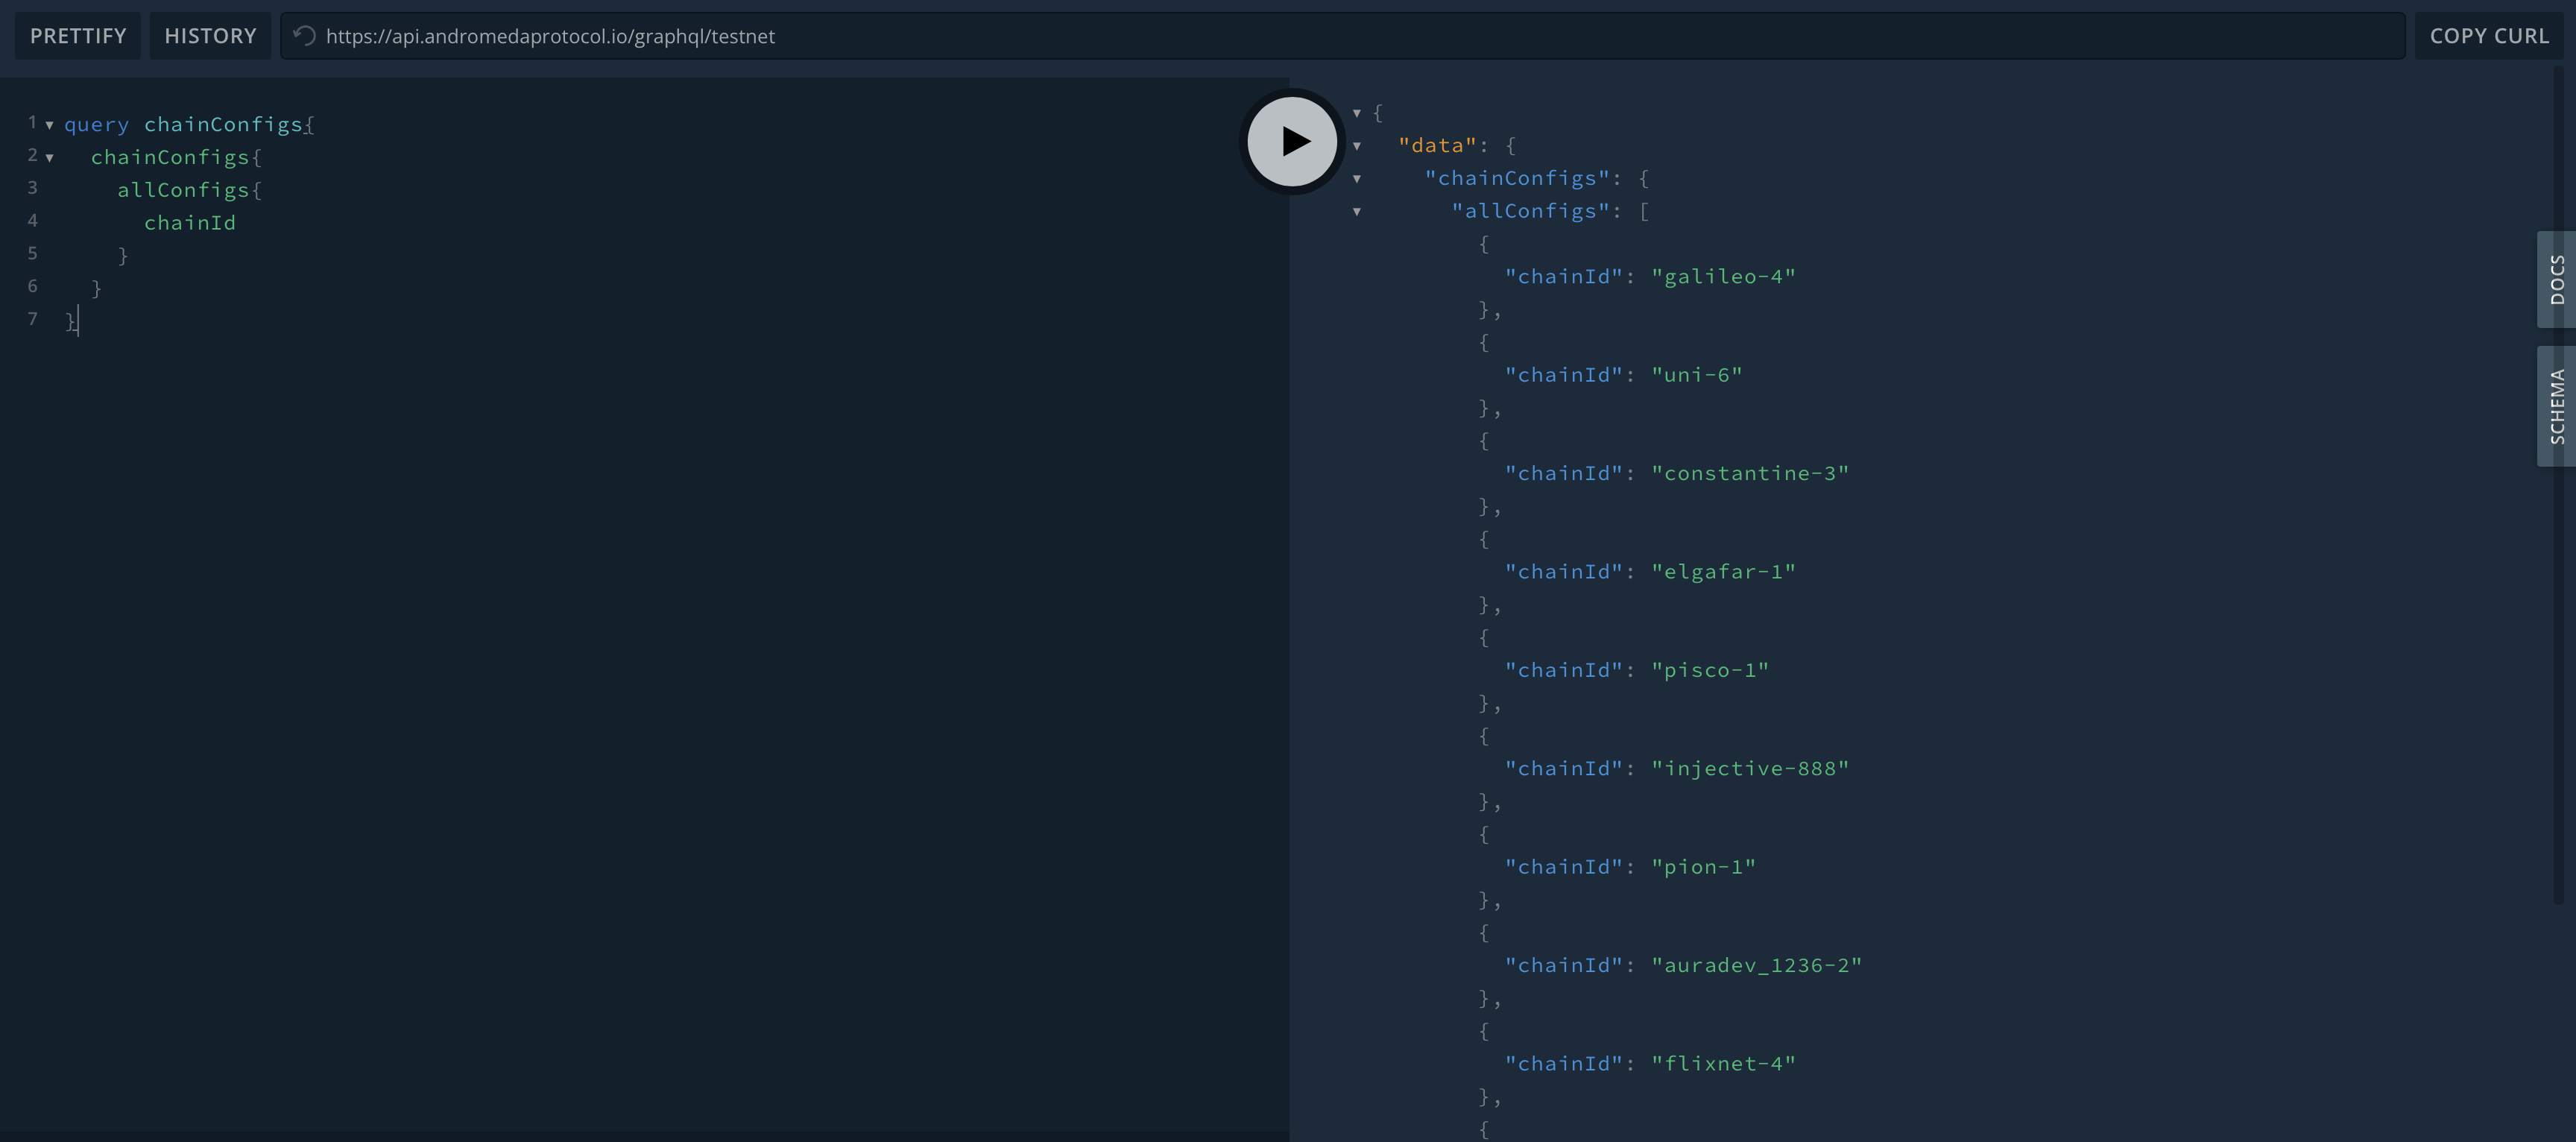 PRETTIFY HISTORY https://api.andromedaprotocol.io/graphql/testnet COPY CURL
1 query chainConfigs{
2 chainConfigs{
3 allConfigs{
4 chainId
5 }
6 }
7 }
{
"data": {
"chainConfigs": {
"allConfigs": [
{
"chainId": "galileo-4"
},
{
"chainId": "uni-6"
},
{
"chainId": "constantine-3"
},
{
"chainId": "elgafar-1"
},
{
"chainId": "pisco-1"
},
{
"chainId": "injective-888"
},
{
"chainId": "pion-1"
},
{
"chainId": "auradev_1236-2"
},
{
"chainId": "flixnet-4"
},
{
DOCS
SCHEMA